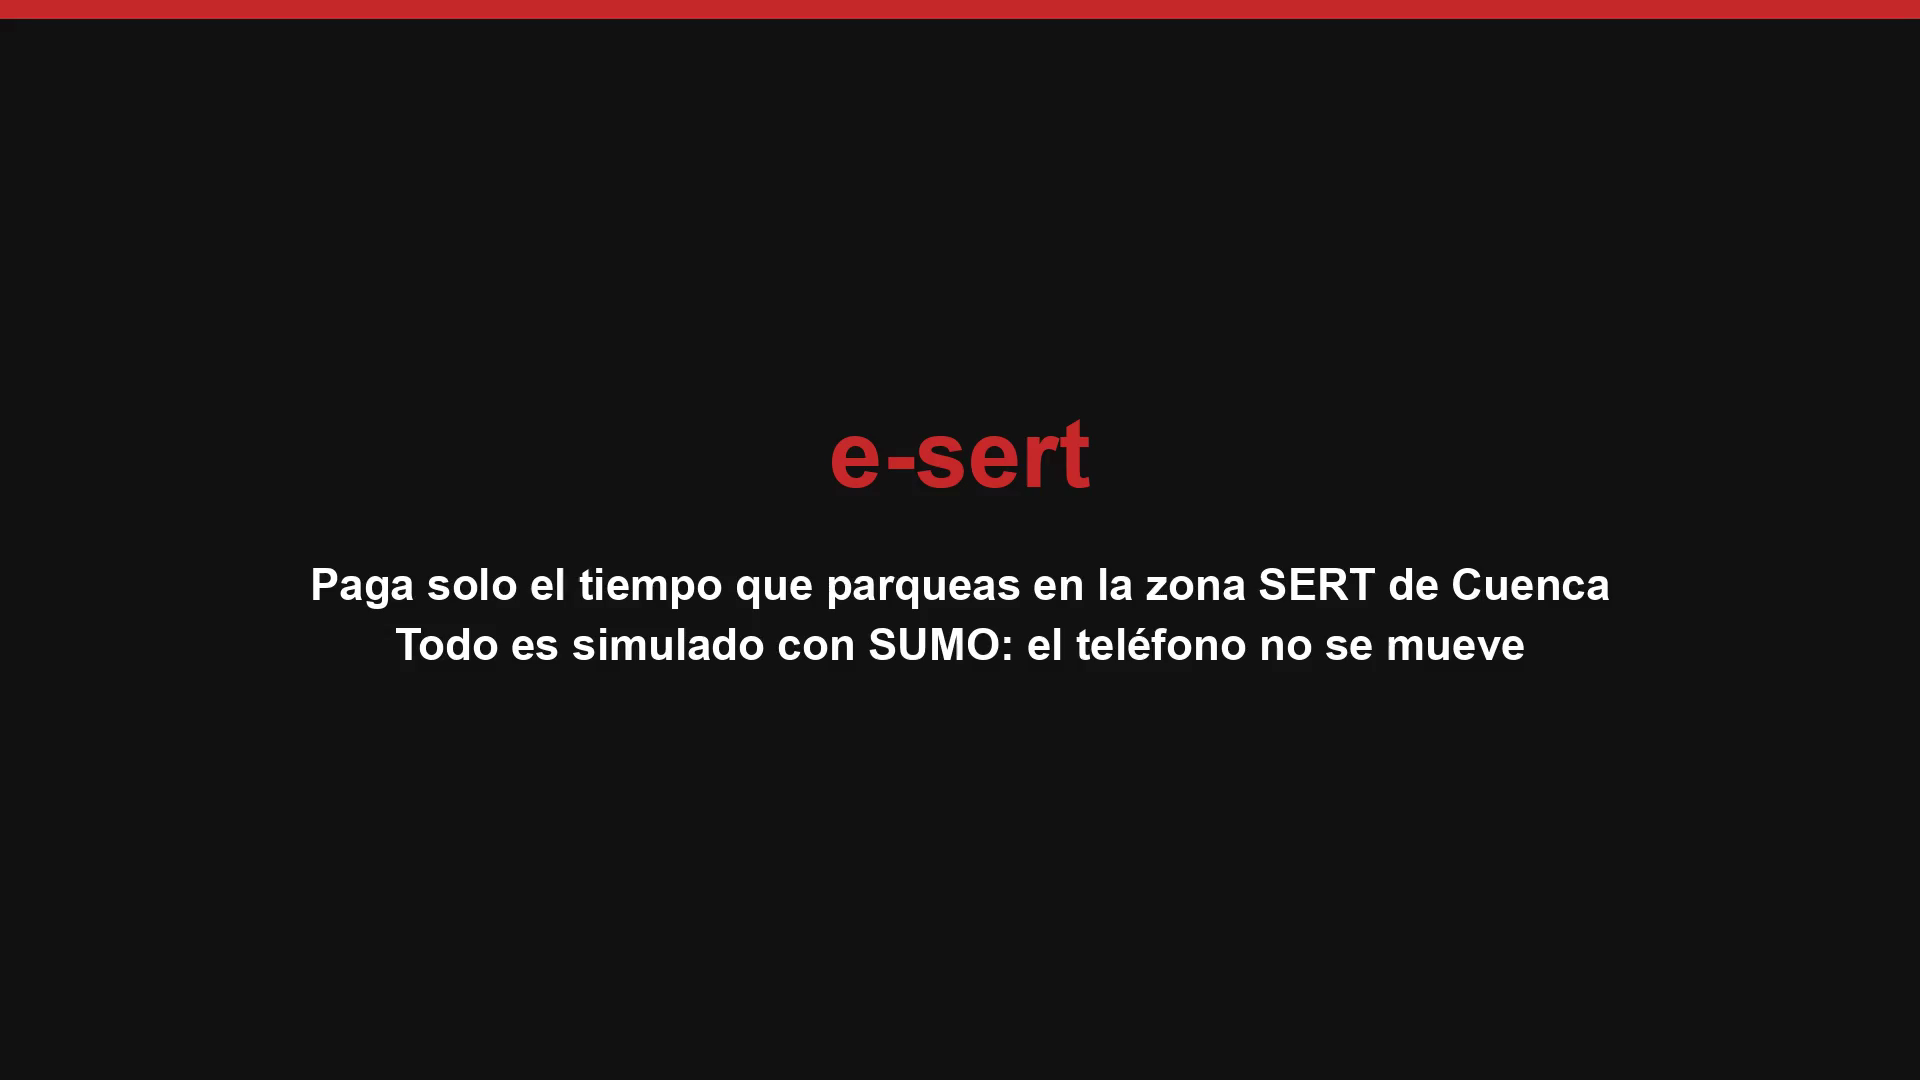 e-sert
Paga solo el tiempo que parqueas en la zona SERT de Cuenca
Todo es simulado con SUMO: el teléfono no se mueve